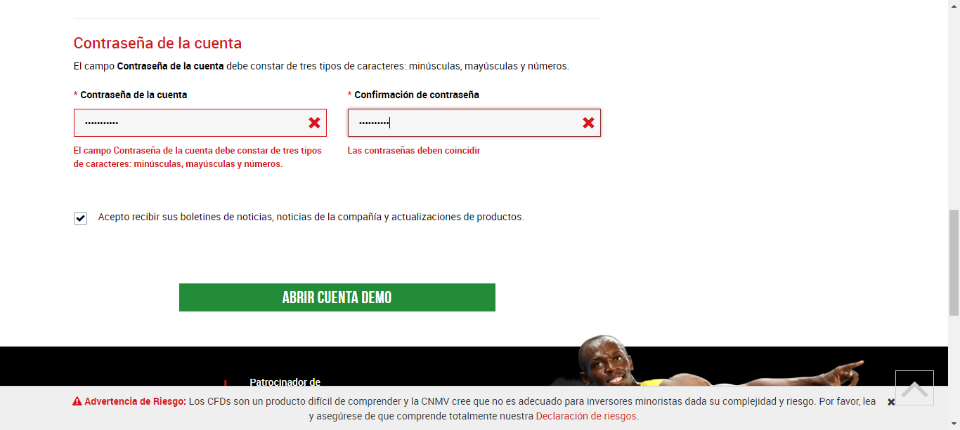 Contraseña de la cuenta
El campo Contraseña de la cuenta debe constar de tres tipos de caracteres: minúsculas, mayúsculas y números.
* Contraseña de la cuenta
* Confirmación de contraseña
El campo Contraseña de la cuenta debe constar de tres tipos
de caracteres: minúsculas, mayúsculas y números.
Las contraseñas deben coincidir
Acepto recibir sus boletines de noticias, noticias de la compañía y actualizaciones de productos.
ABRIR CUENTA DEMO
Patrocinador de
Advertencia de Riesgo: Los CFDs son un producto difícil de comprender y la CNMV cree que no es adecuado para inversores minoristas dada su complejidad y riesgo. Por favor, lea
y asegúrese de que comprende totalmente nuestra Declaración de riesgos.